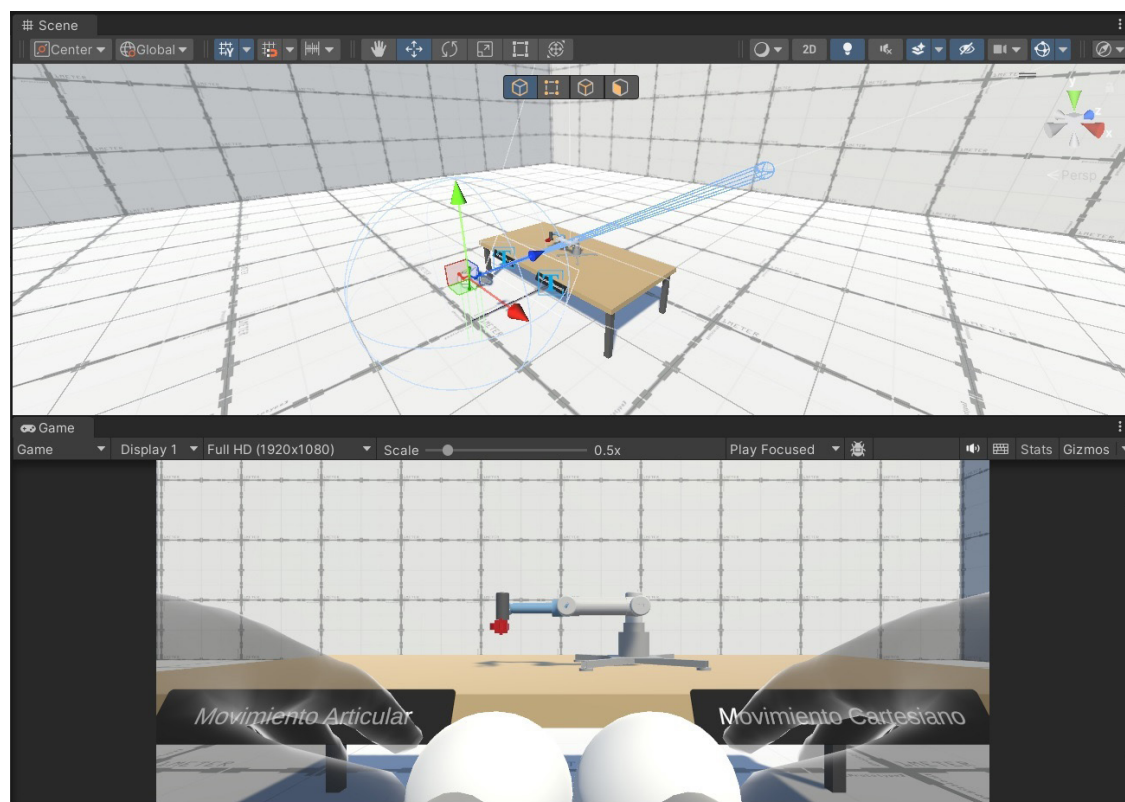 Scene
Center Global 2D
y
z
x
Persp
Game
Game Display 1 Full HD (1920x1080) Scale 0.5x Play Focused Stats Gizmos
Movimiento Articular Movimiento Cartesiano